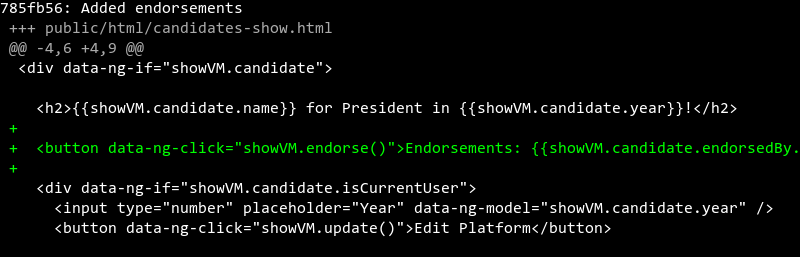 785fb56: Added endorsements
+++ public/html/candidates-show.html
@@ -4,6 +4,9 @@
<div data-ng-if="showVM.candidate">
<h2>{{showVM.candidate.name}} for President in {{showVM.candidate.year}}!</h2>
+
+ <button data-ng-click="showVM.endorse()">Endorsements: {{showVM.candidate.endorsedBy.
+
<div data-ng-if="showVM.candidate.isCurrentUser">
<input type="number" placeholder="Year" data-ng-model="showVM.candidate.year" />
<button data-ng-click="showVM.update()">Edit Platform</button>